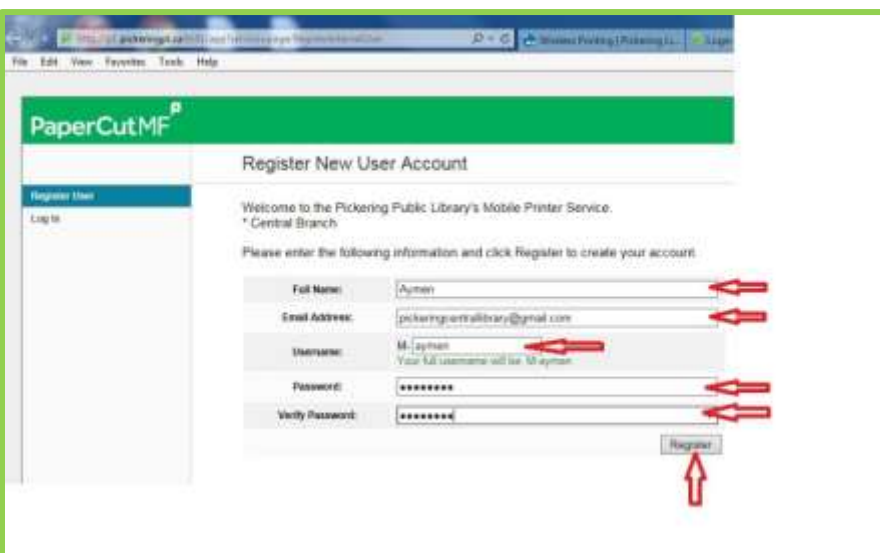 File Edit View Favorites Tools Help
PaperCutMF
Register New User Account
Register User
Log In
Welcome to the Pickering Public Library's Mobile Printer Service.
* Central Branch
Please enter the following information and click Register to create your account.
Full Name: Aymen
Email Address: pickeringcentrallibrary@gmail.com
Username: M- aymen
Your full username will be: M-aymen
Password: ●●●●●●●●
Verify Password: ●●●●●●●●
Register